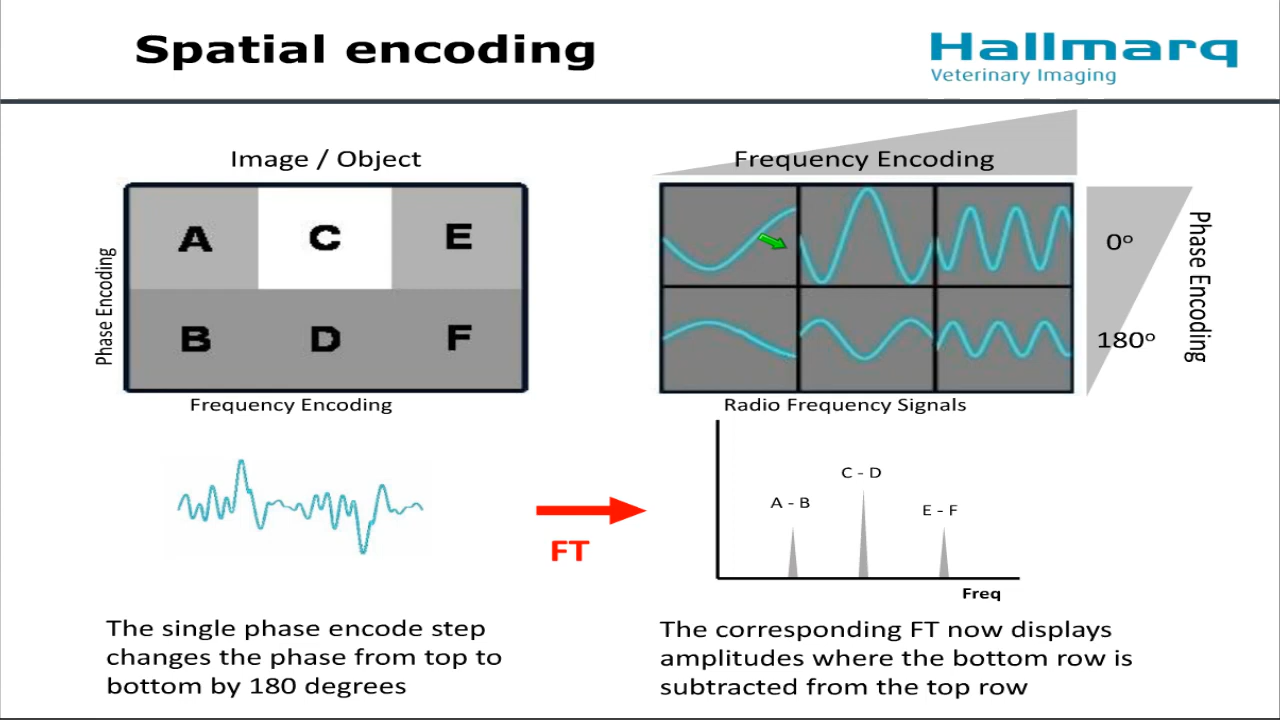 Spatial encoding
Hallmarq
Veterinary Imaging
Image / Object
Frequency Encoding
A C E
B D F
Phase Encoding
Frequency Encoding
0º
180º
Phase Encoding
Radio Frequency Signals
FT
A - B
C - D
E - F
Freq
The single phase encode step
changes the phase from top to
bottom by 180 degrees
The corresponding FT now displays
amplitudes where the bottom row is
subtracted from the top row